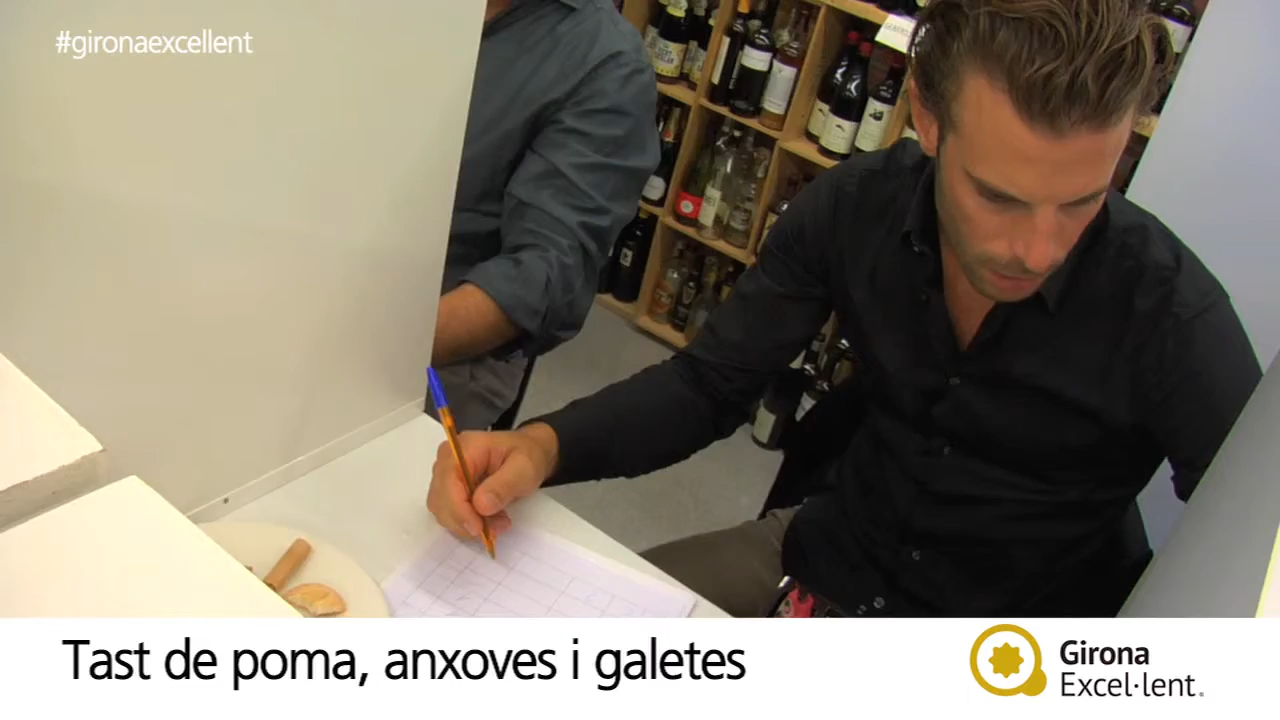 #gironaexcellent
Tast de poma, anxoves i galetes
Girona
Excel·lent.